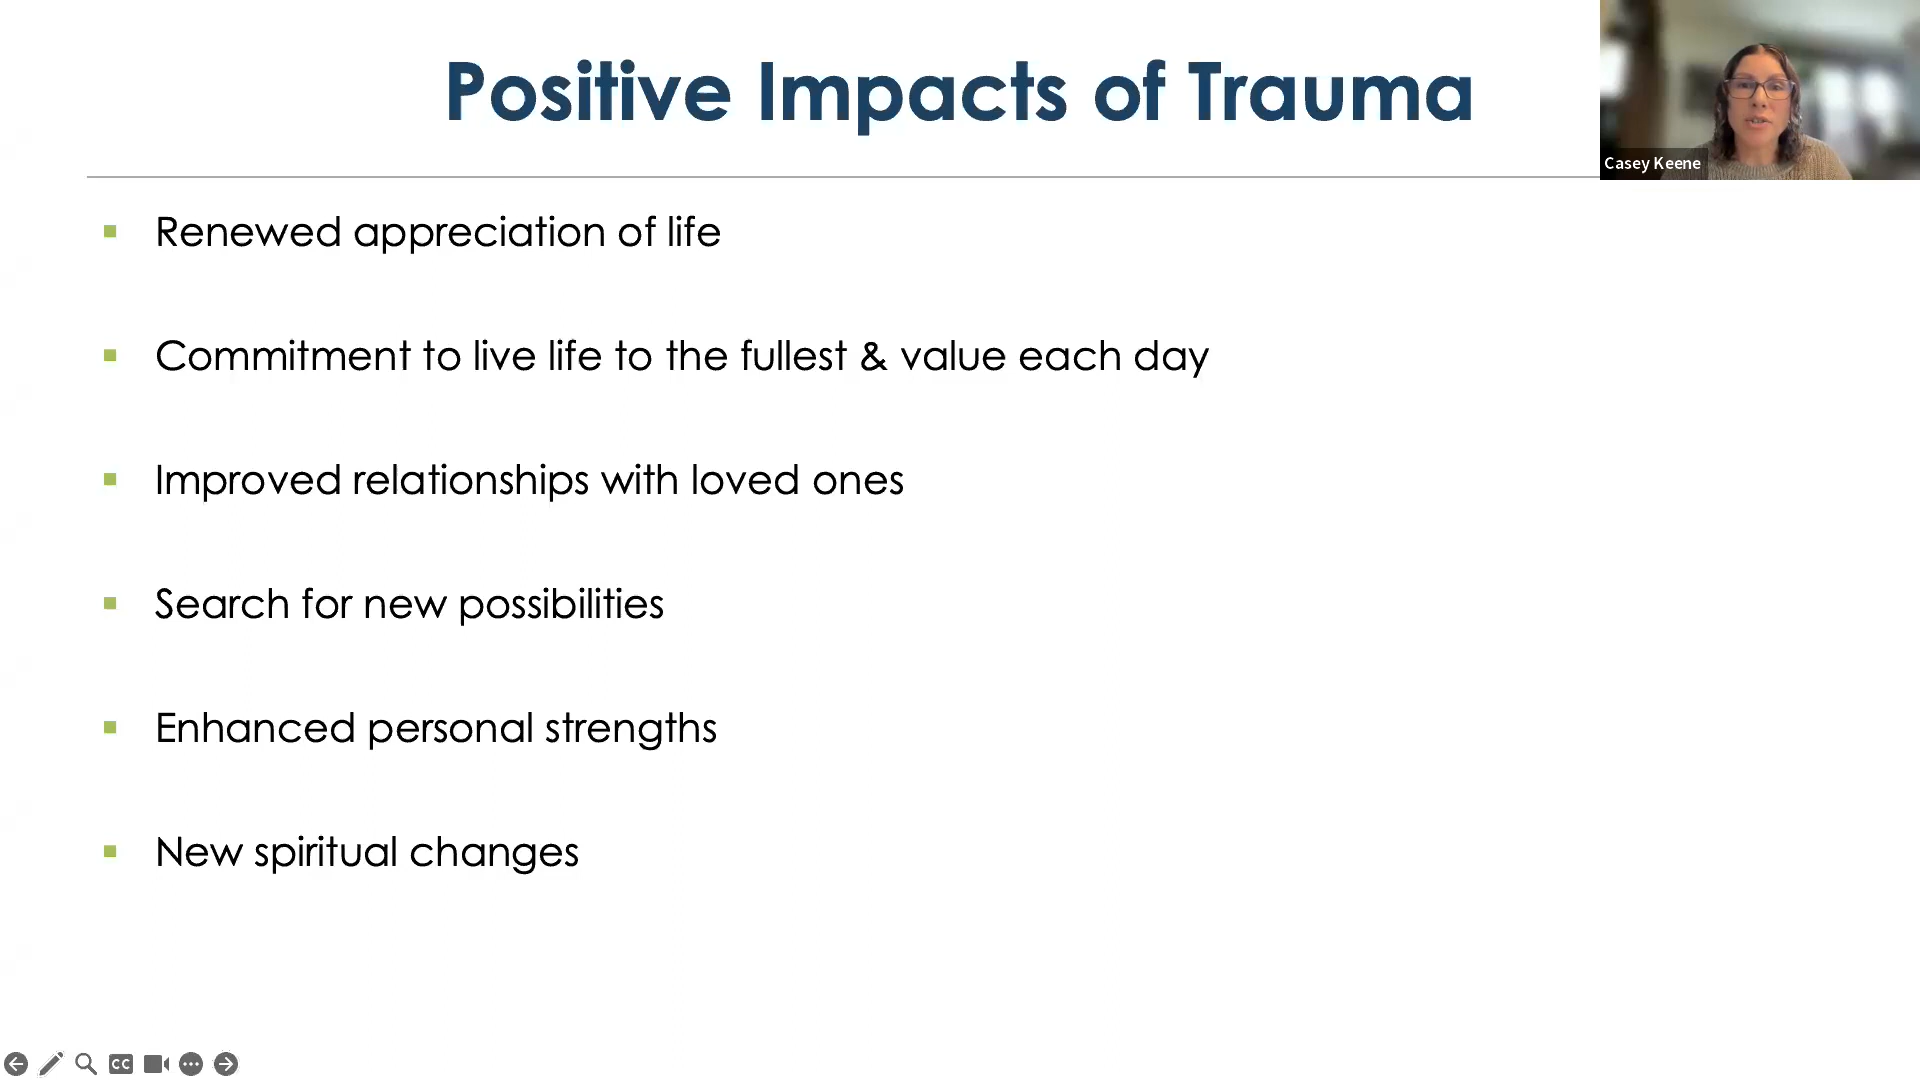 Positive Impacts of Trauma
Casey Keene
Renewed appreciation of life
Commitment to live life to the fullest & value each day
Improved relationships with loved ones
Search for new possibilities
Enhanced personal strengths
New spiritual changes
CC